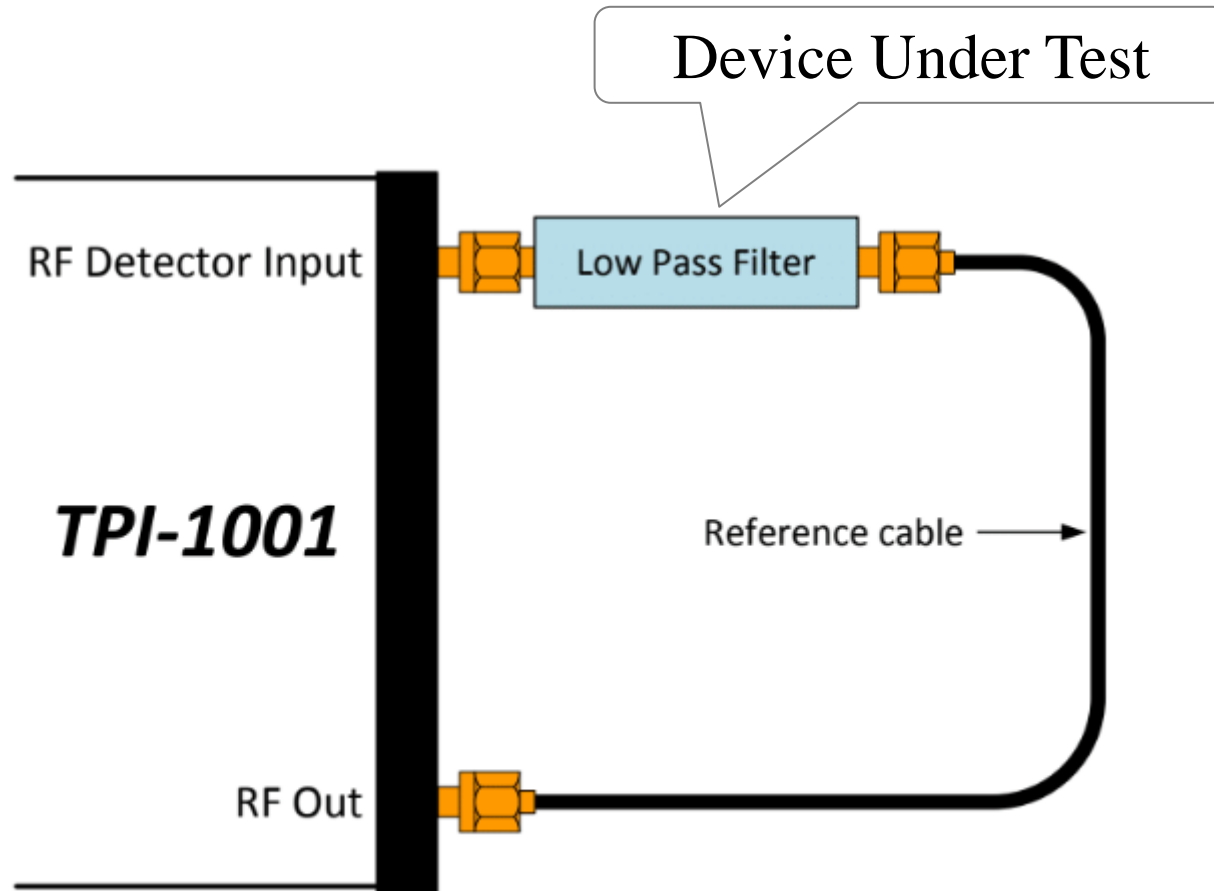 Device Under Test
RF Detector Input
Low Pass Filter
TPI-1001
Reference cable
RF Out